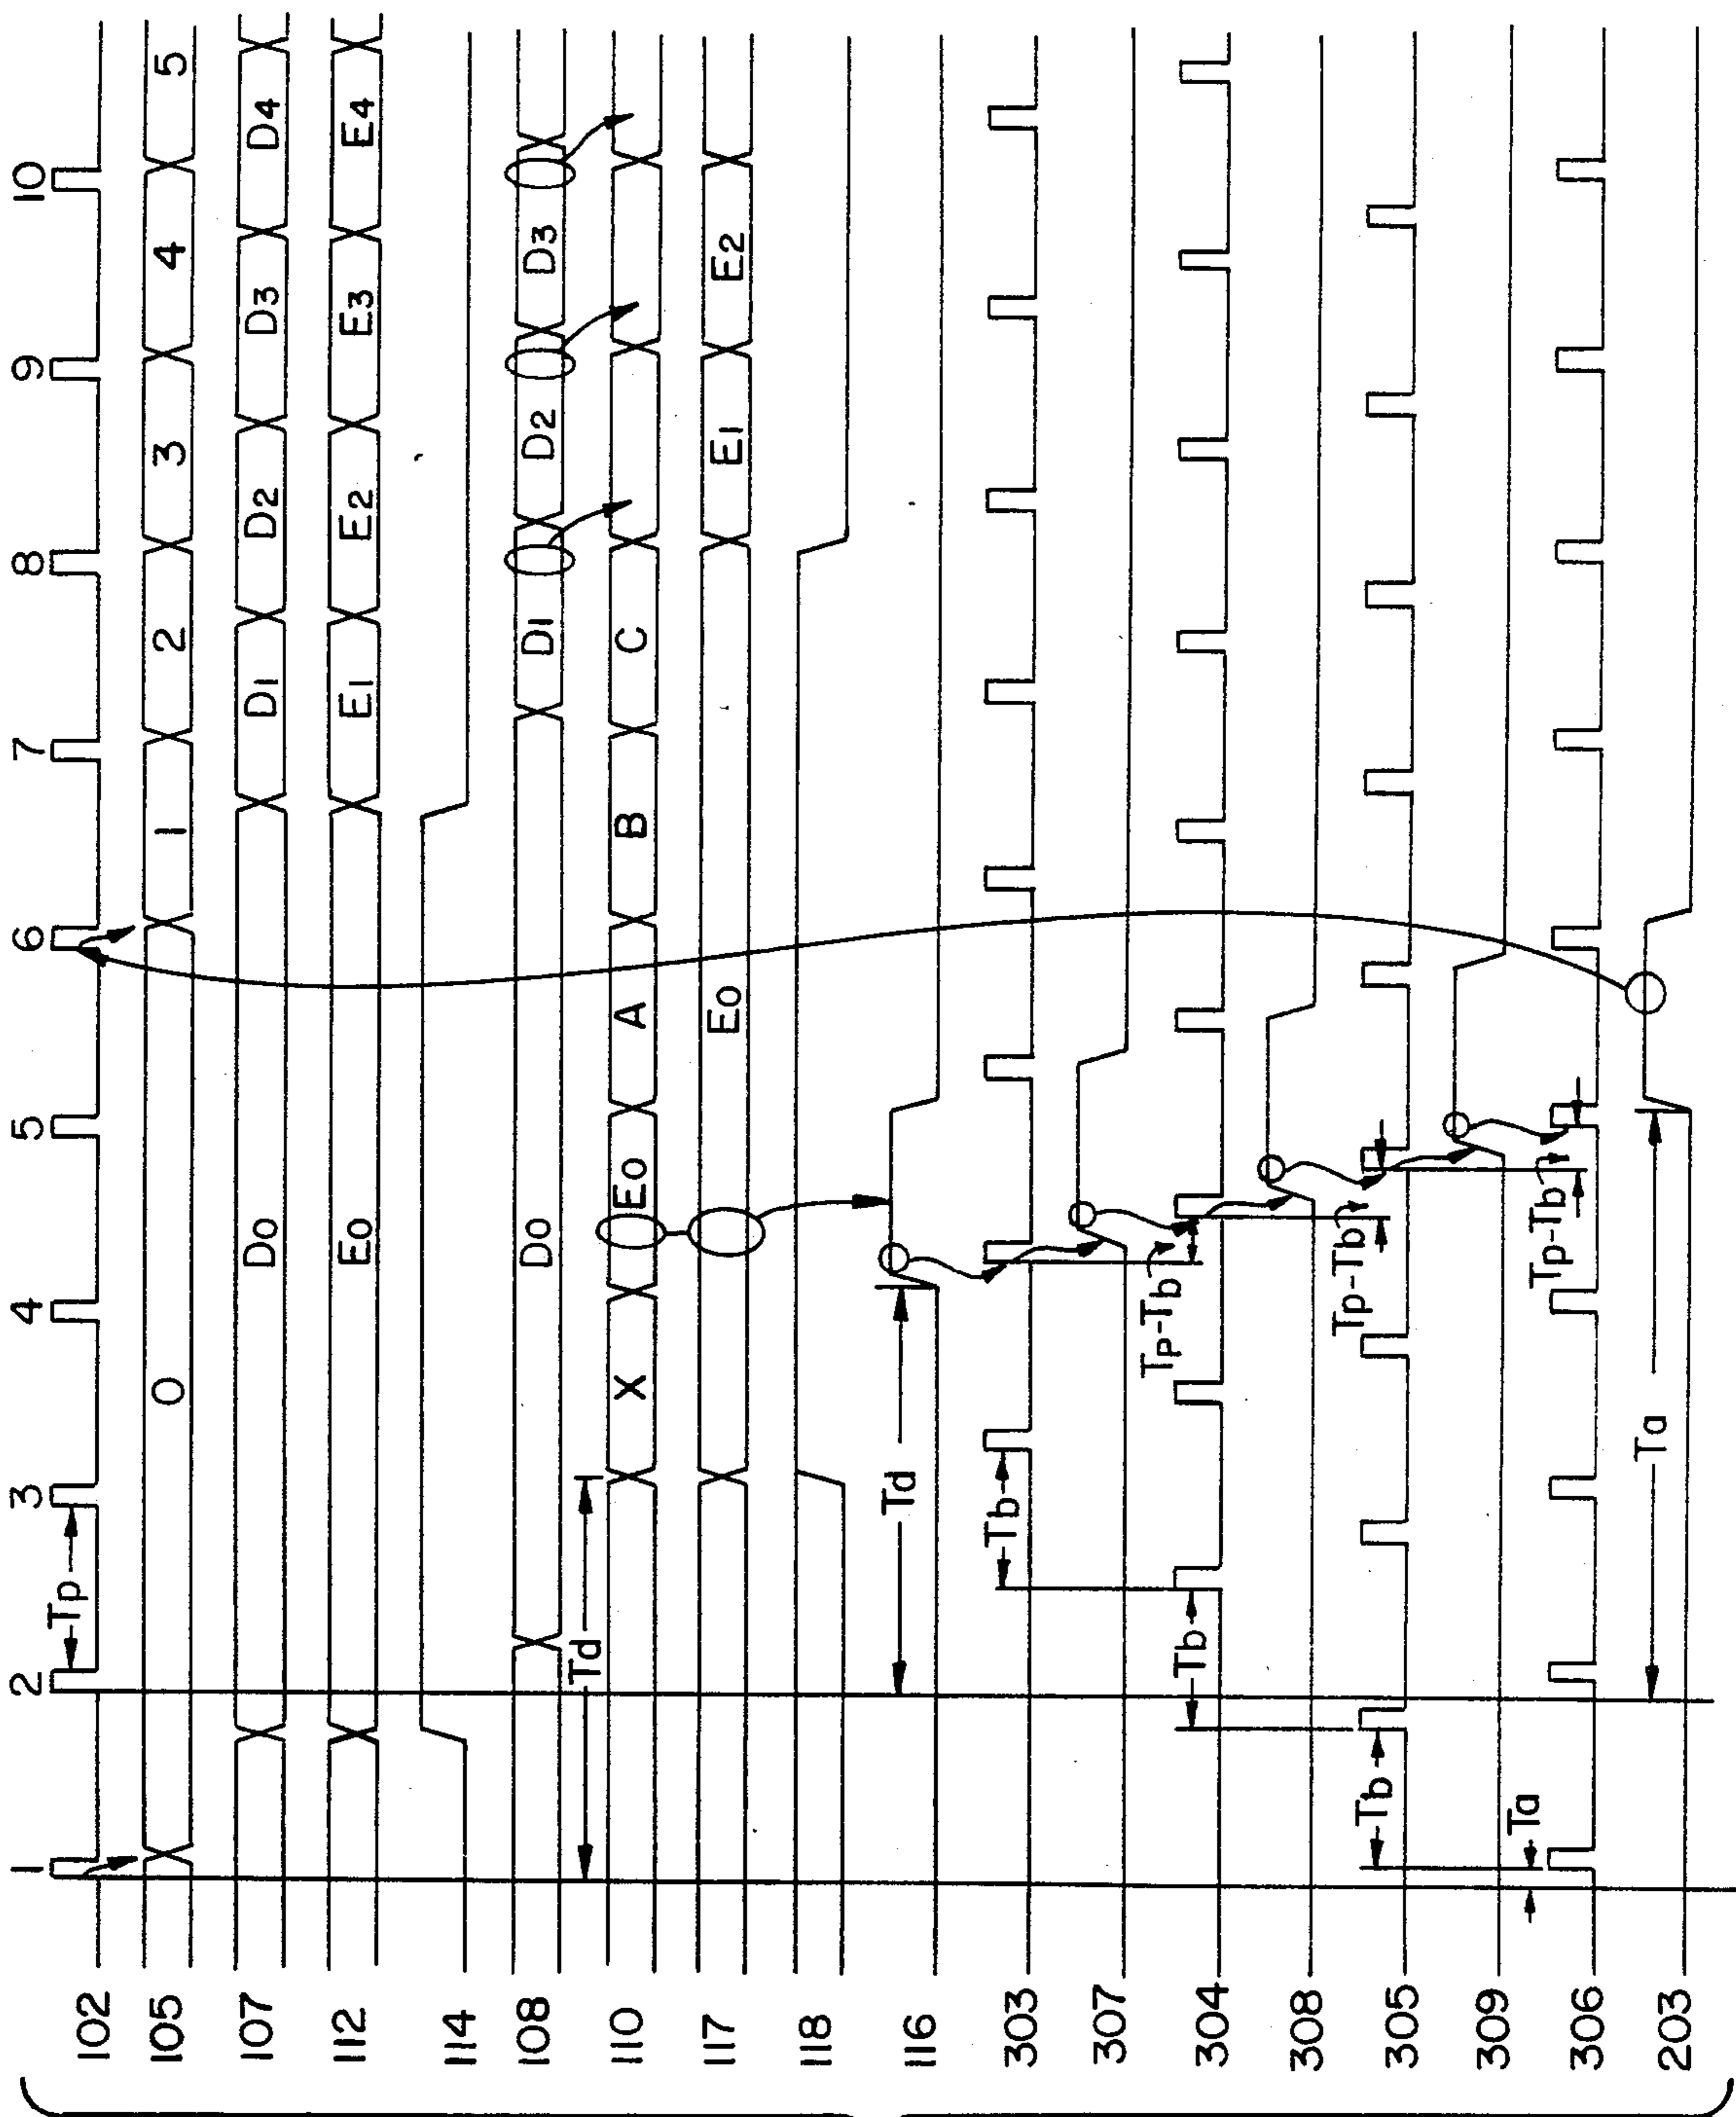 1 2 3 4 5 6 7 8 9 10
102 Tp
105 0 1 2 3 4 5
107 D0 D1 D2 D3 D4
112 E0 E1 E2 E3 E4
114
108 D0 D1 D2 D3
Td
110 X E0 A B C
117 E0 E1 E2
118
116 Td
303 Tb
307
304 Tb Tp-Tb
308
305 Tb Tp-Tb
309 Ta
306 Tp-Tb
203 Ta